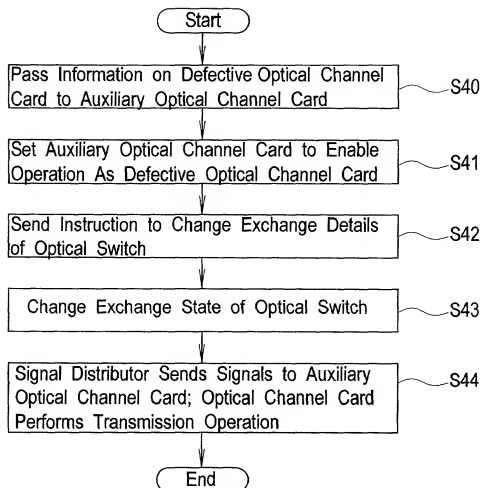 Start
Pass Information on Defective Optical Channel
Card to Auxiliary Optical Channel Card
S40
Set Auxiliary Optical Channel Card to Enable
Operation As Defective Optical Channel Card
S41
Send Instruction to Change Exchange Details
of Optical Switch
S42
Change Exchange State of Optical Switch
S43
Signal Distributor Sends Signals to Auxiliary
Optical Channel Card; Optical Channel Card
Performs Transmission Operation
S44
End